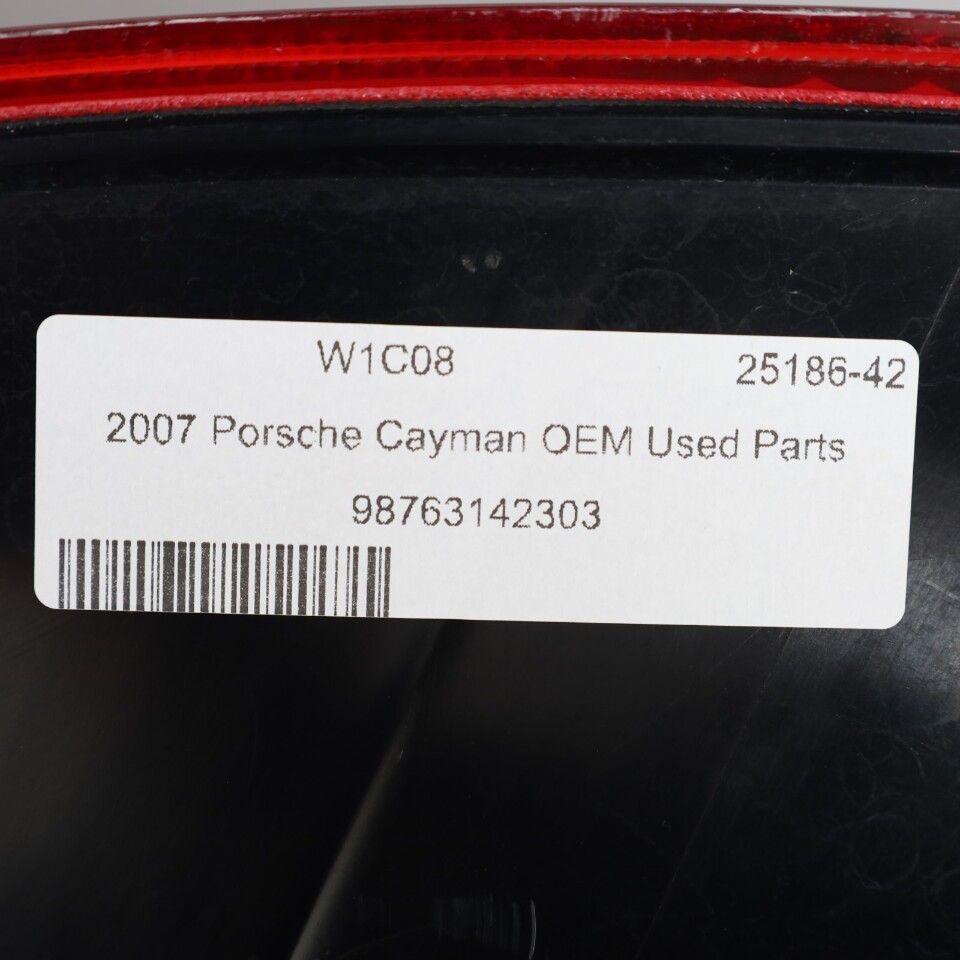 W1C08 25186-42
2007 Porsche Cayman OEM Used Parts
98763142303